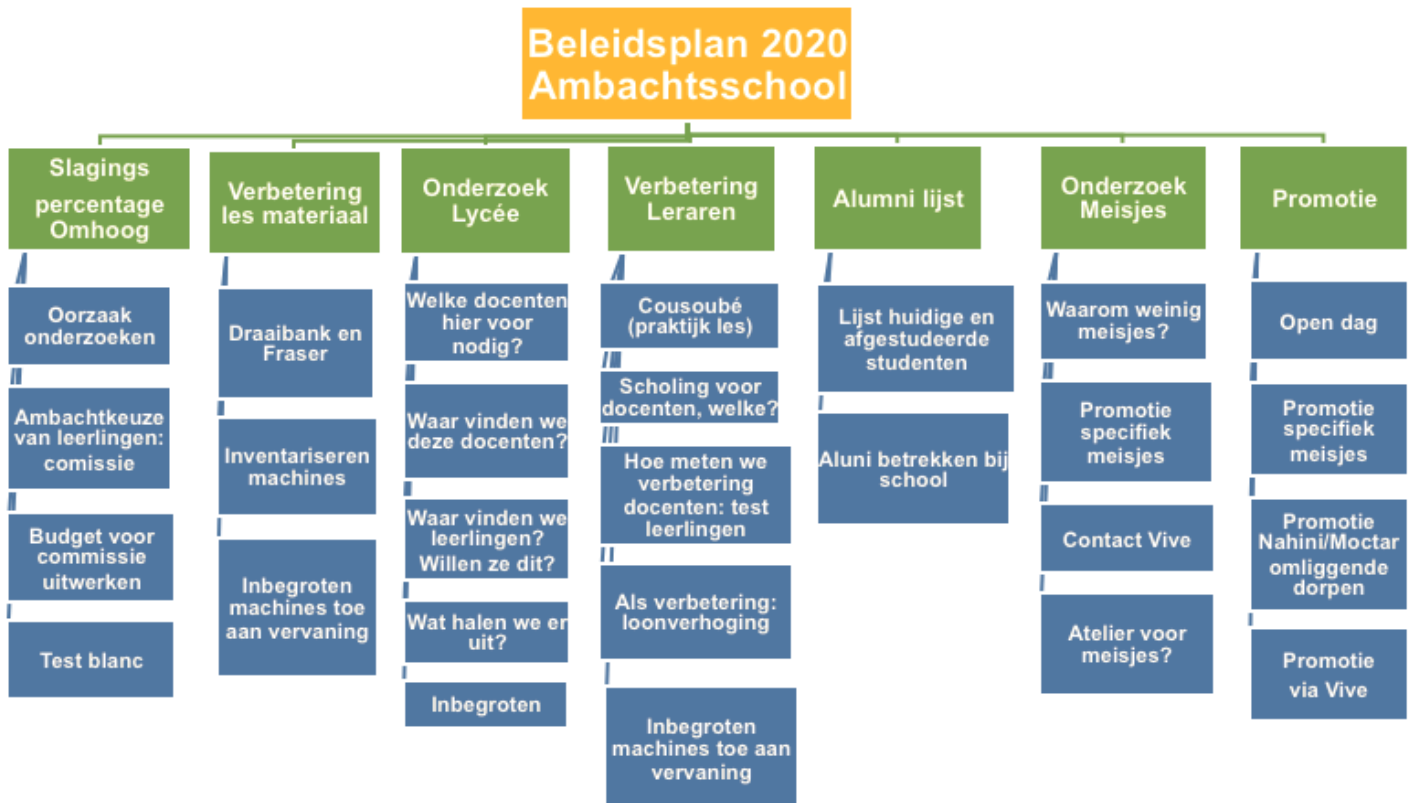 Beleidsplan 2020
Ambachtsschool
Slagings
percentage
Omhoog
Oorzaak
onderzoeken
Ambachtkeuze
van leerlingen:
comissie
Budget voor
commissie
uitwerken
Test blanc
Verbetering
les materiaal
Draaibank en
Fraser
Inventariseren
machines
Inbegroten
machines toe
aan vervaning
Onderzoek
Lycée
Welke docenten
hier voor
nodig?
Waar vinden we
deze docenten?
Waar vinden we
leerlingen?
Willen ze dit?
Wat halen we er
uit?
Inbegroten
Verbetering
Leraren
Cousoubé
(praktijk les)
Scholing voor
docenten, welke?
Hoe meten we
verbetering
docenten: test
leerlingen
Als verbetering:
loonverhoging
Inbegroten
machines toe aan
vervaning
Alumni lijst
Lijst huidige en
afgestudeerde
studenten
Aluni betrekken bij
school
Onderzoek
Meisjes
Waarom weinig
meisjes?
Promotie
specifiek
meisjes
Contact Vive
Atelier voor
meisjes?
Promotie
Open dag
Promotie
specifiek
meisjes
Promotie
Nahini/Moctar
omliggende
dorpen
Promotie
via Vive